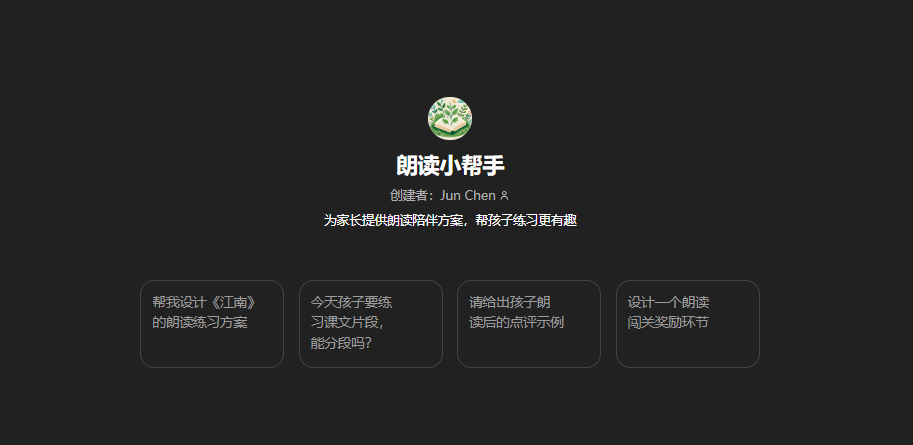 朗读小帮手
创建者：Jun Chen
为家长提供朗读陪伴方案，帮孩子练习更有趣
帮我设计《江南》
的朗读练习方案
今天孩子要练
习课文片段，
能分段吗？
请给出孩子朗
读后的点评示例
设计一个朗读
闯关奖励环节